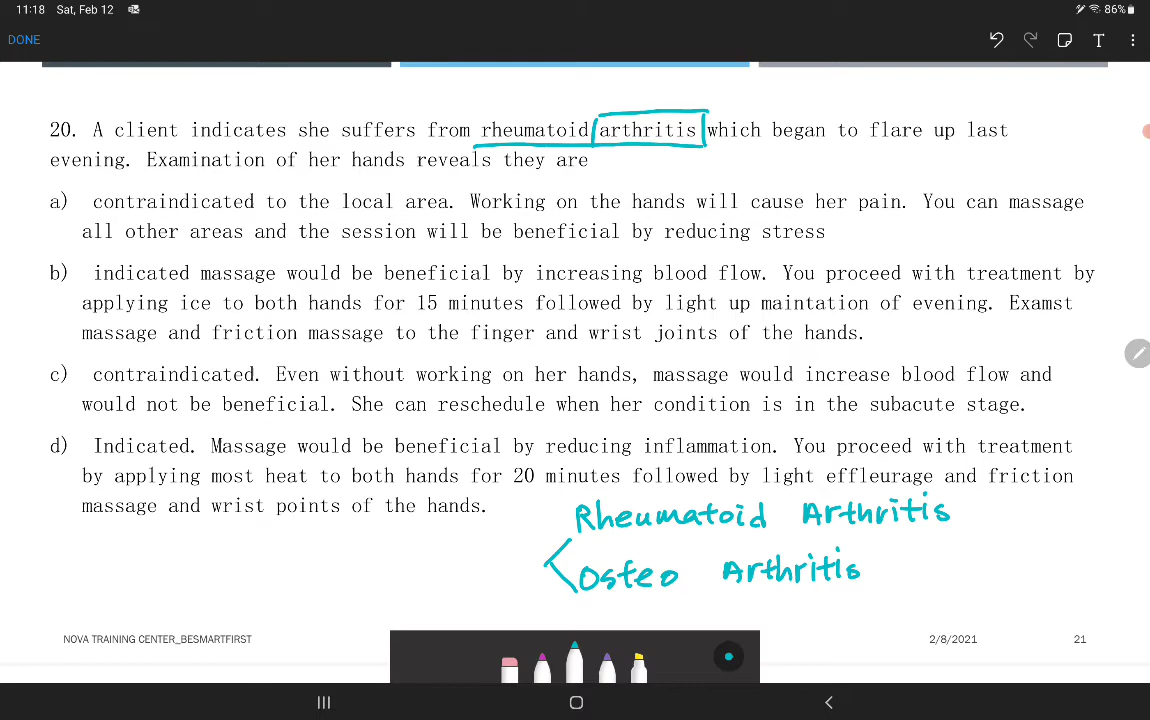 11:18 Sat, Feb 12 86%
DONE T
20. A client indicates she suffers from rheumatoid arthritis which began to flare up last
evening. Examination of her hands reveals they are
a) contraindicated to the local area. Working on the hands will cause her pain. You can massage
all other areas and the session will be beneficial by reducing stress
b) indicated massage would be beneficial by increasing blood flow. You proceed with treatment by
applying ice to both hands for 15 minutes followed by light up maintation of evening. Examst
massage and friction massage to the finger and wrist joints of the hands.
c) contraindicated. Even without working on her hands, massage would increase blood flow and
would not be beneficial. She can reschedule when her condition is in the subacute stage.
d) Indicated. Massage would be beneficial by reducing inflammation. You proceed with treatment
by applying most heat to both hands for 20 minutes followed by light effleurage and friction
massage and wrist points of the hands.
Rheumatoid Arthritis
Osteo Arthritis
NOVA TRAINING CENTER_BESMARTFIRST 2/8/2021 21